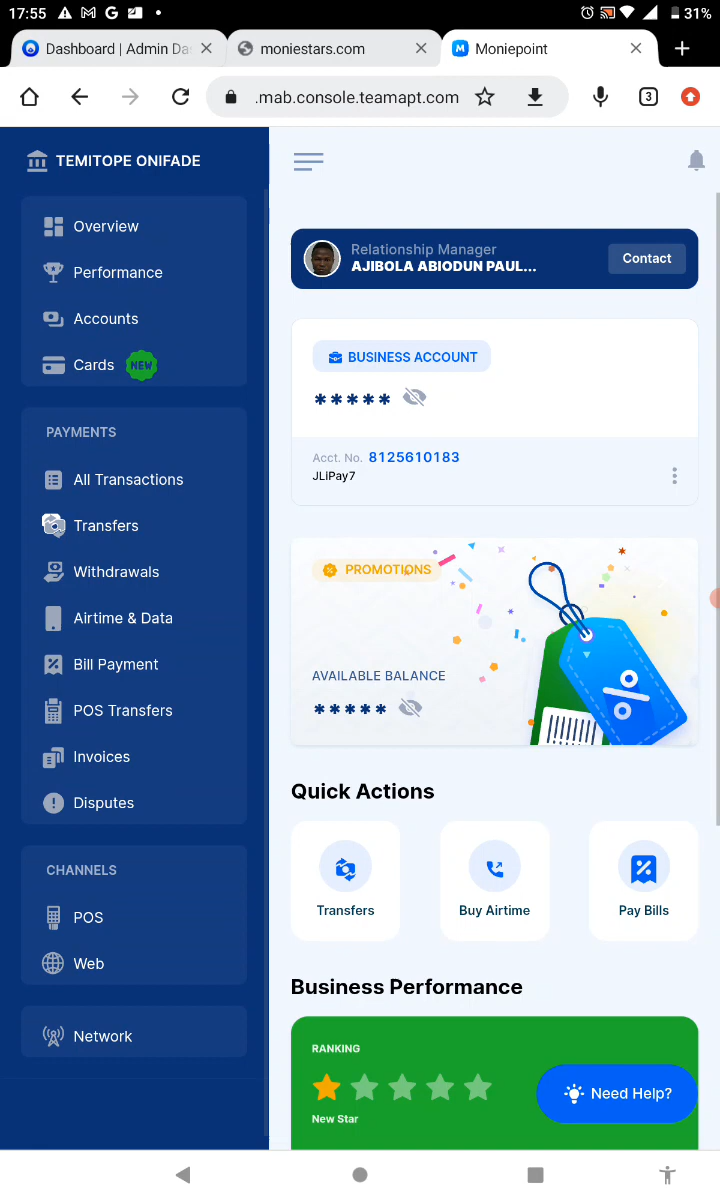 17:55
31%
Dashboard | Admin Da
moniestars.com
Moniepoint
.mab.console.teamapt.com
3
TEMITOPE ONIFADE
Overview
Performance
Accounts
Cards NEW
PAYMENTS
All Transactions
Transfers
Withdrawals
Airtime & Data
Bill Payment
POS Transfers
Invoices
Disputes
CHANNELS
POS
Web
Network
Relationship Manager
AJIBOLA ABIODUN PAUL...
Contact
BUSINESS ACCOUNT
*****
Acct. No. 8125610183
JLiPay7
PROMOTIONS
AVAILABLE BALANCE
*****
Quick Actions
Transfers
Buy Airtime
Pay Bills
Business Performance
RANKING
New Star
Need Help?